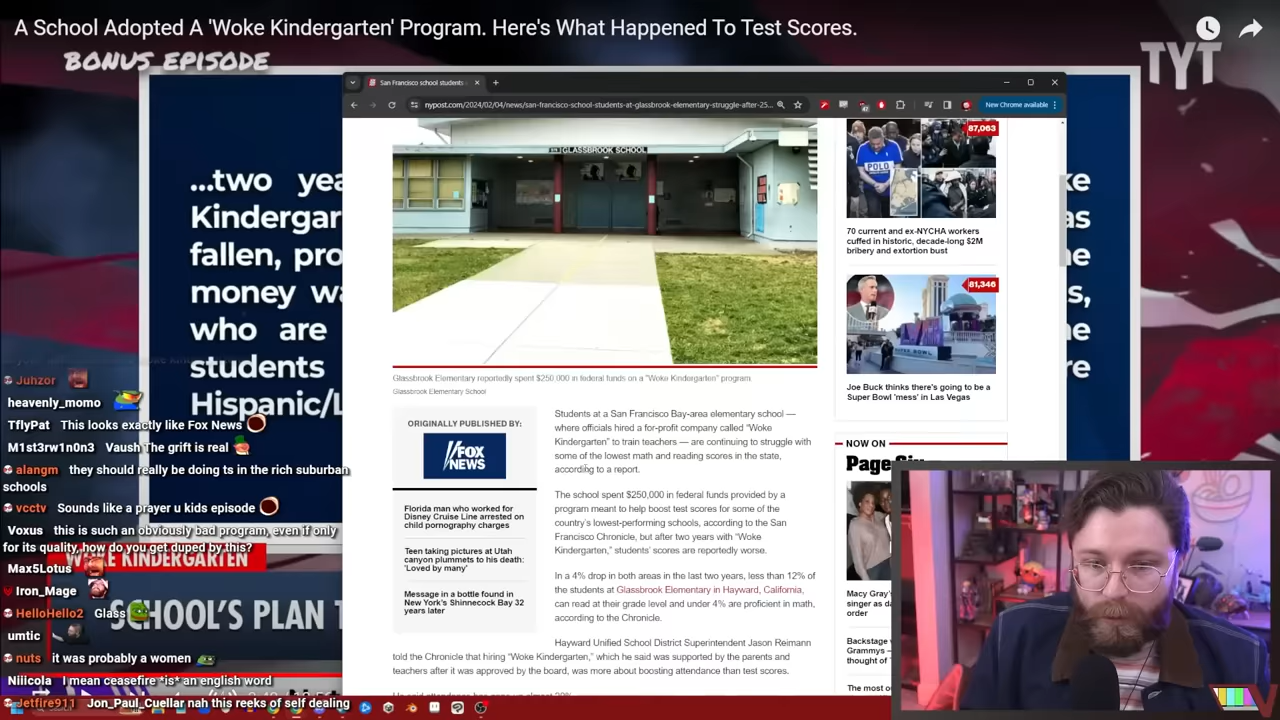 A School Adopted A 'Woke Kindergarten' Program. Here's What Happened To Test Scores.
BONUS EPISODE
TYT
San Francisco school students
nypost.com/2024/02/04/news/san-francisco-school-students-at-glassbrook-elementary-struggle-after-25...
New Chrome available
...two yea
Kindergar
fallen, pro
money wa
who are
students
Hispanic/L
GLASSBROOK SCHOOL
Glassbrook Elementary reportedly spent $250,000 in federal funds on a "Woke Kindergarten" program.
Glassbrook Elementary School
ORIGINALLY PUBLISHED BY:
FOX
NEWS
Florida man who worked for
Disney Cruise Line arrested on
child pornography charges
Teen taking pictures at Utah
canyon plummets to his death:
'Loved by many'
Message in a bottle found in
New York's Shinnecock Bay 32
years later
Students at a San Francisco Bay-area elementary school —
where officials hired a for-profit company called "Woke
Kindergarten" to train teachers — are continuing to struggle with
some of the lowest math and reading scores in the state,
according to a report.
The school spent $250,000 in federal funds provided by a
program meant to help boost test scores for some of the
country's lowest-performing schools, according to the San
Francisco Chronicle, but after two years with "Woke
Kindergarten," students' scores are reportedly worse.
In a 4% drop in both areas in the last two years, less than 12% of
the students at Glassbrook Elementary in Hayward, California,
can read at their grade level and under 4% are proficient in math,
according to the Chronicle.
Hayward Unified School District Superintendent Jason Reimann
told the Chronicle that hiring "Woke Kindergarten," which he said was supported by the parents and
teachers after it was approved by the board, was more about boosting attendance than test scores.
87,063
POLO
70 current and ex-NYCHA workers
cuffed in historic, decade-long $2M
bribery and extortion bust
81,346
Joe Buck thinks there's going to be a
Super Bowl 'mess' in Las Vegas
NOW ON
Page Six
Macy Gray'
singer as da
order
Backstage
Grammys –
thought of
The most o
ke
as
he
s,
e
re
Juhzor
heavenly_momo
TflyPat This looks exactly like Fox News
M1st3rw1n0n3 Vaush The grift is real
alangm they should really be doing ts in the rich suburban
schools
vcctv Sounds like a prayer u kids episode
Voxus this is such an obviously bad program, even if only
for its quality, how do you get duped by this?
Max5Lotus
Iron_Mage
HelloHello2 Glass
umtic
nuts it was probably a women
Nillcola I mean ceasefire *is* an english word
Jetfire911 Jon_Paul_Cuellar nah this reeks of self dealing
KE KINDERGARTEN
SCHOOL'S PLAN T